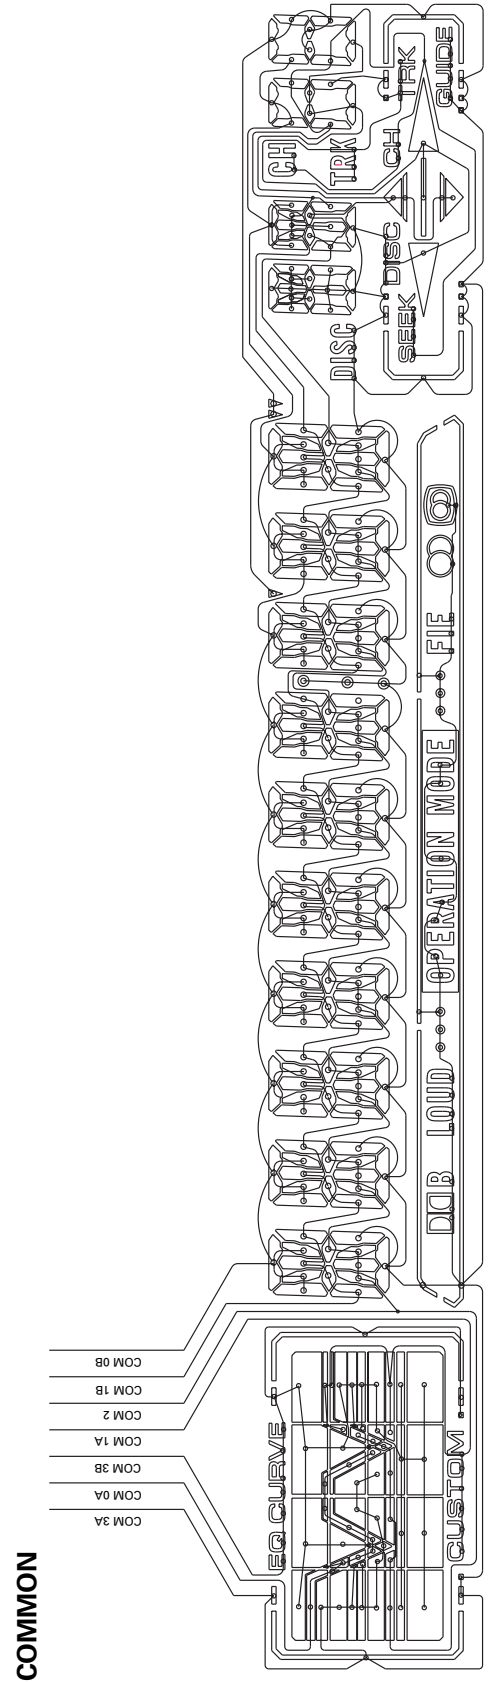 COMMON
COM 3A
COM 0A
COM 3B
COM 1A
COM 2
COM 1B
COM 0B
EQ CURVE
CUSTOM
B LOUD
OPERATION MODE
FIE
DISC
CH
TRK
SEEK DISC CH TRK
GUIDE